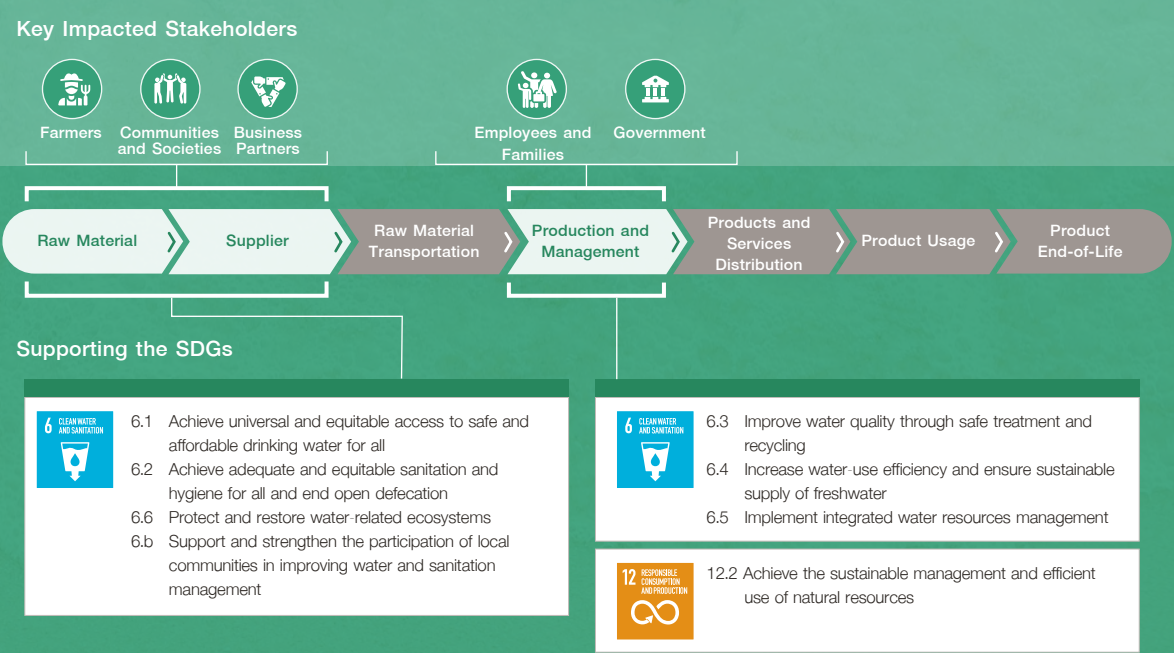 Key Impacted Stakeholders
Farmers
Communities
and Societies
Business
Partners
Employees and
Families
Government
Raw Material
Supplier
Raw Material
Transportation
Production and
Management
Products and
Services
Distribution
Product Usage
Product
End-of-Life
Supporting the SDGs
6 CLEAN WATER
AND SANITATION
6.1 Achieve universal and equitable access to safe and
affordable drinking water for all
6.2 Achieve adequate and equitable sanitation and
hygiene for all and end open defecation
6.6 Protect and restore water-related ecosystems
6.b Support and strengthen the participation of local
communities in improving water and sanitation
management
6 CLEAN WATER
AND SANITATION
6.3 Improve water quality through safe treatment and
recycling
6.4 Increase water-use efficiency and ensure sustainable
supply of freshwater
6.5 Implement integrated water resources management
12 RESPONSIBLE
CONSUMPTION
AND PRODUCTION
12.2 Achieve the sustainable management and efficient
use of natural resources